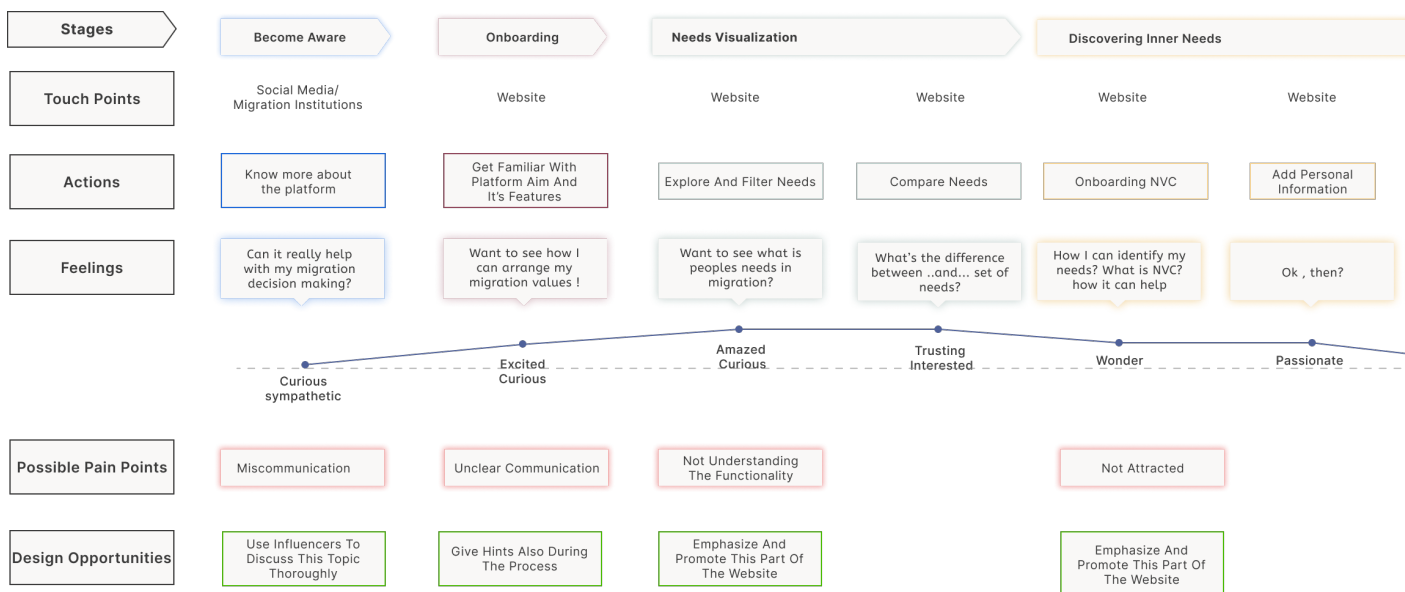 Stages
Become Aware
Onboarding
Needs Visualization
Discovering Inner Needs
Touch Points
Social Media/
Migration Institutions
Website
Website
Website
Website
Website
Actions
Know more about
the platform
Get Familiar With
Platform Aim And
It's Features
Explore And Filter Needs
Compare Needs
Onboarding NVC
Add Personal
Information
Feelings
Can it really help
with my migration
decision making?
Want to see how I
can arrange my
migration values !
Want to see what is
peoples needs in
migration?
What's the difference
between ..and... set of
needs?
How I can identify my
needs? What is NVC?
how it can help
Ok , then?
Curious
sympathetic
Excited
Curious
Amazed
Curious
Trusting
Interested
Wonder
Passionate
Possible Pain Points
Miscommunication
Unclear Communication
Not Understanding
The Functionality
Not Attracted
Design Opportunities
Use Influencers To
Discuss This Topic
Thoroughly
Give Hints Also During
The Process
Emphasize And
Promote This Part Of
The Website
Emphasize And
Promote This Part Of
The Website